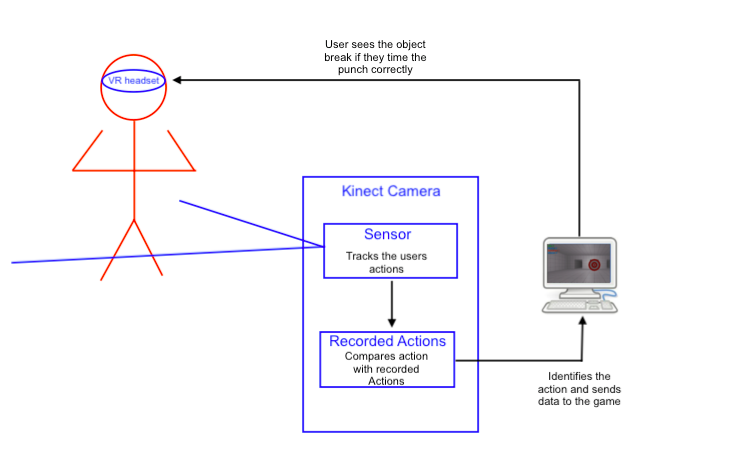 User sees the object
break if they time the
punch correctly
VR headset
Kinect Camera
Sensor
Tracks the users
actions
Recorded Actions
Compares action
with recorded
Actions
Identifies the
action and sends
data to the game